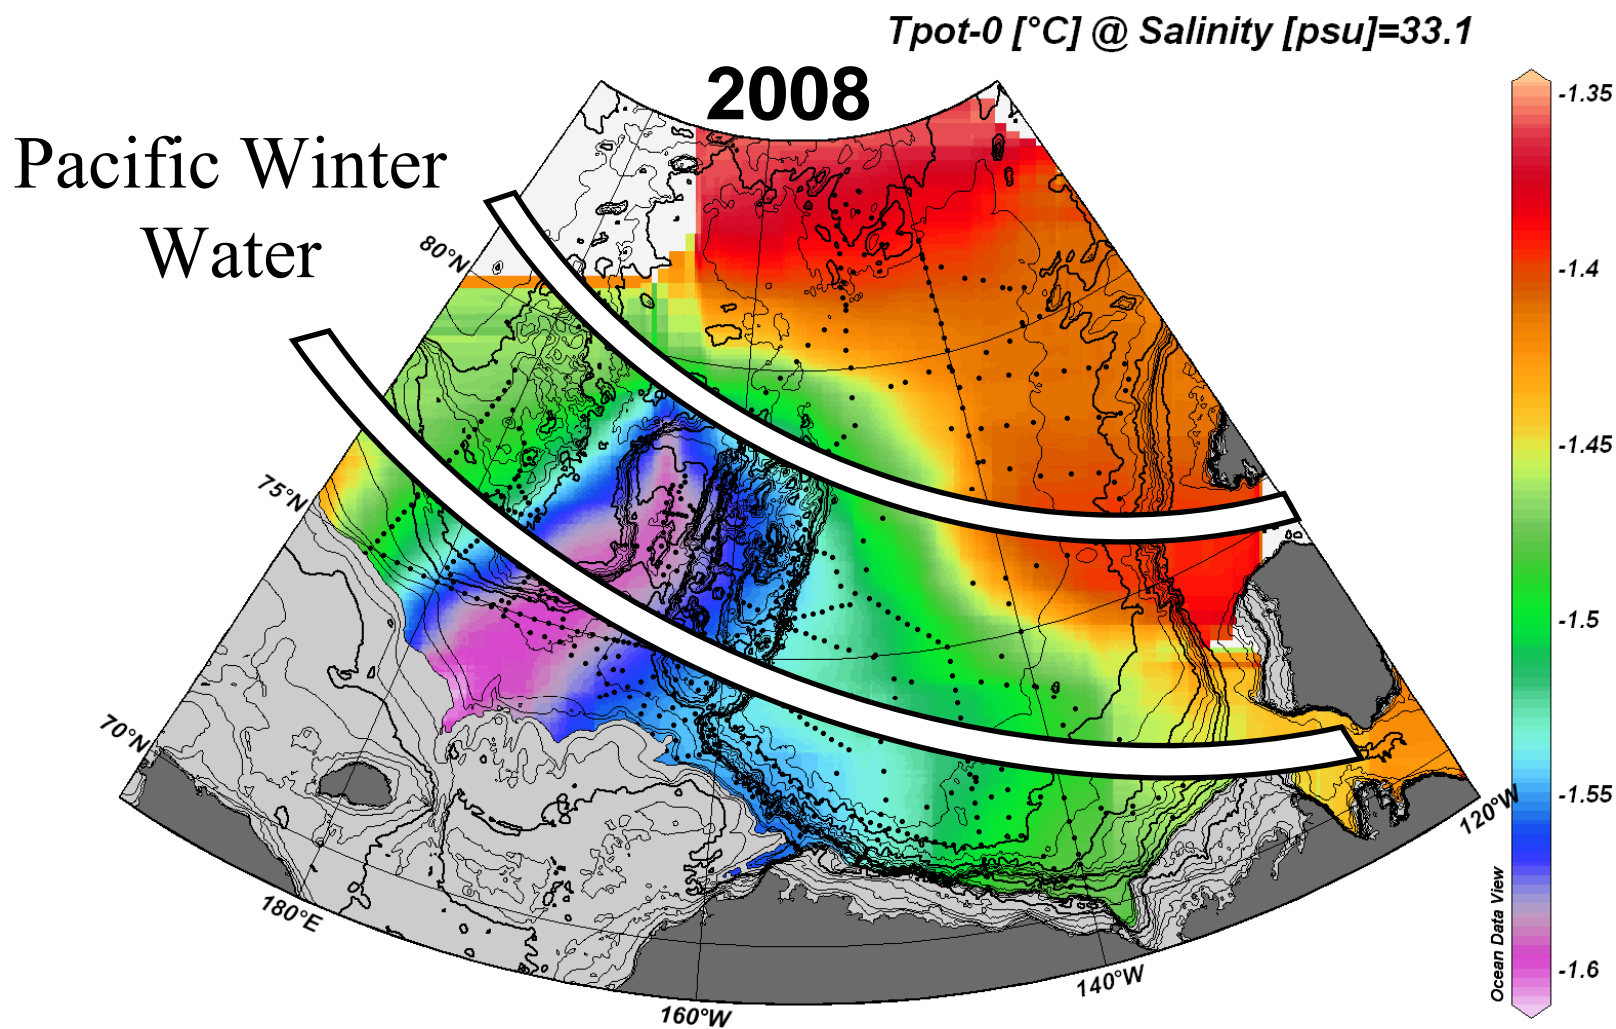 Tpot-0 [°C] @ Salinity [psu]=33.1
2008
Pacific Winter
Water
80°N
75°N
70°N
180°E
160°W
140°W
120°W
-1.35
-1.4
-1.45
-1.5
-1.55
-1.6
Ocean Data View